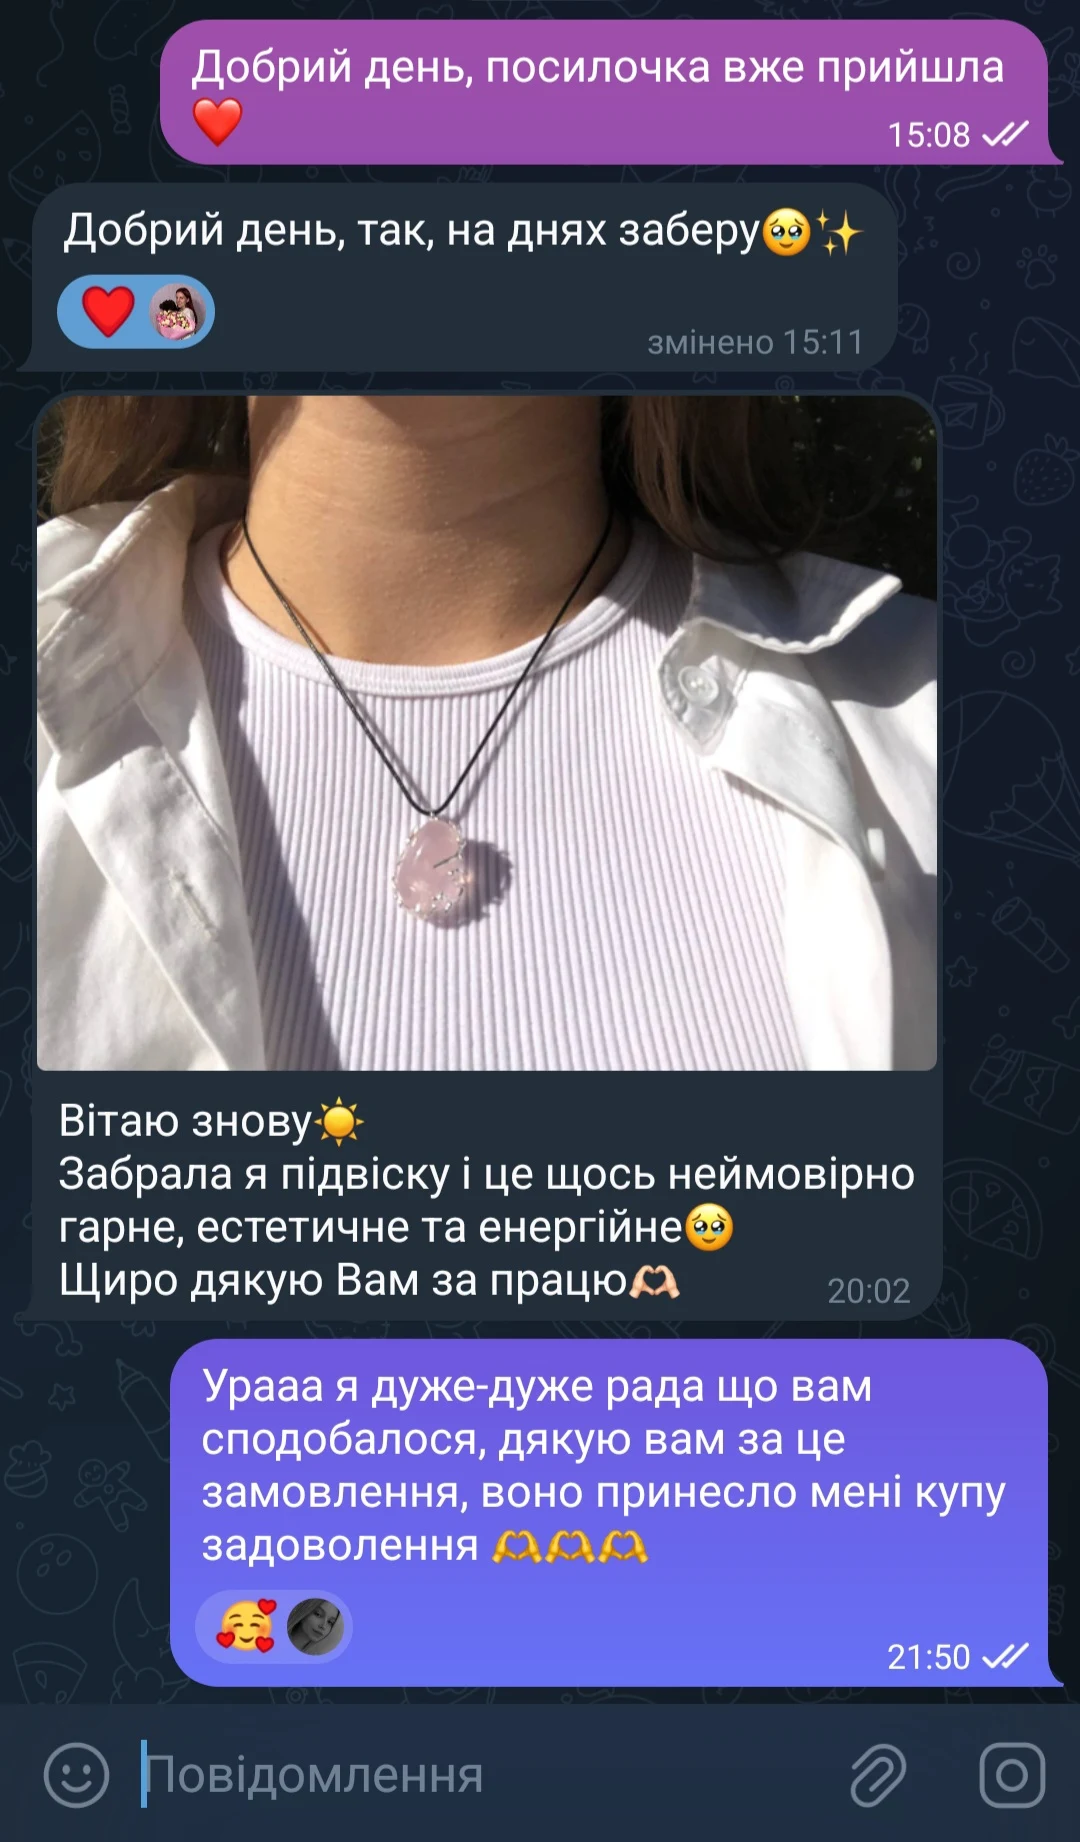 Добрий день, посилочка вже прийшла
❤️
15:08
Добрий день, так, на днях заберу🥹✨
❤️
змінено 15:11
Вітаю знову☀️
Забрала я підвіску і це щось неймовірно
гарне, естетичне та енергійне🥹
Щиро дякую Вам за працю🫶🏻
20:02
Урааа я дуже-дуже рада що вам
сподобалося, дякую вам за це
замовлення, воно принесло мені купу
задоволення 🫶🫶🫶
🥰
21:50
Повідомлення